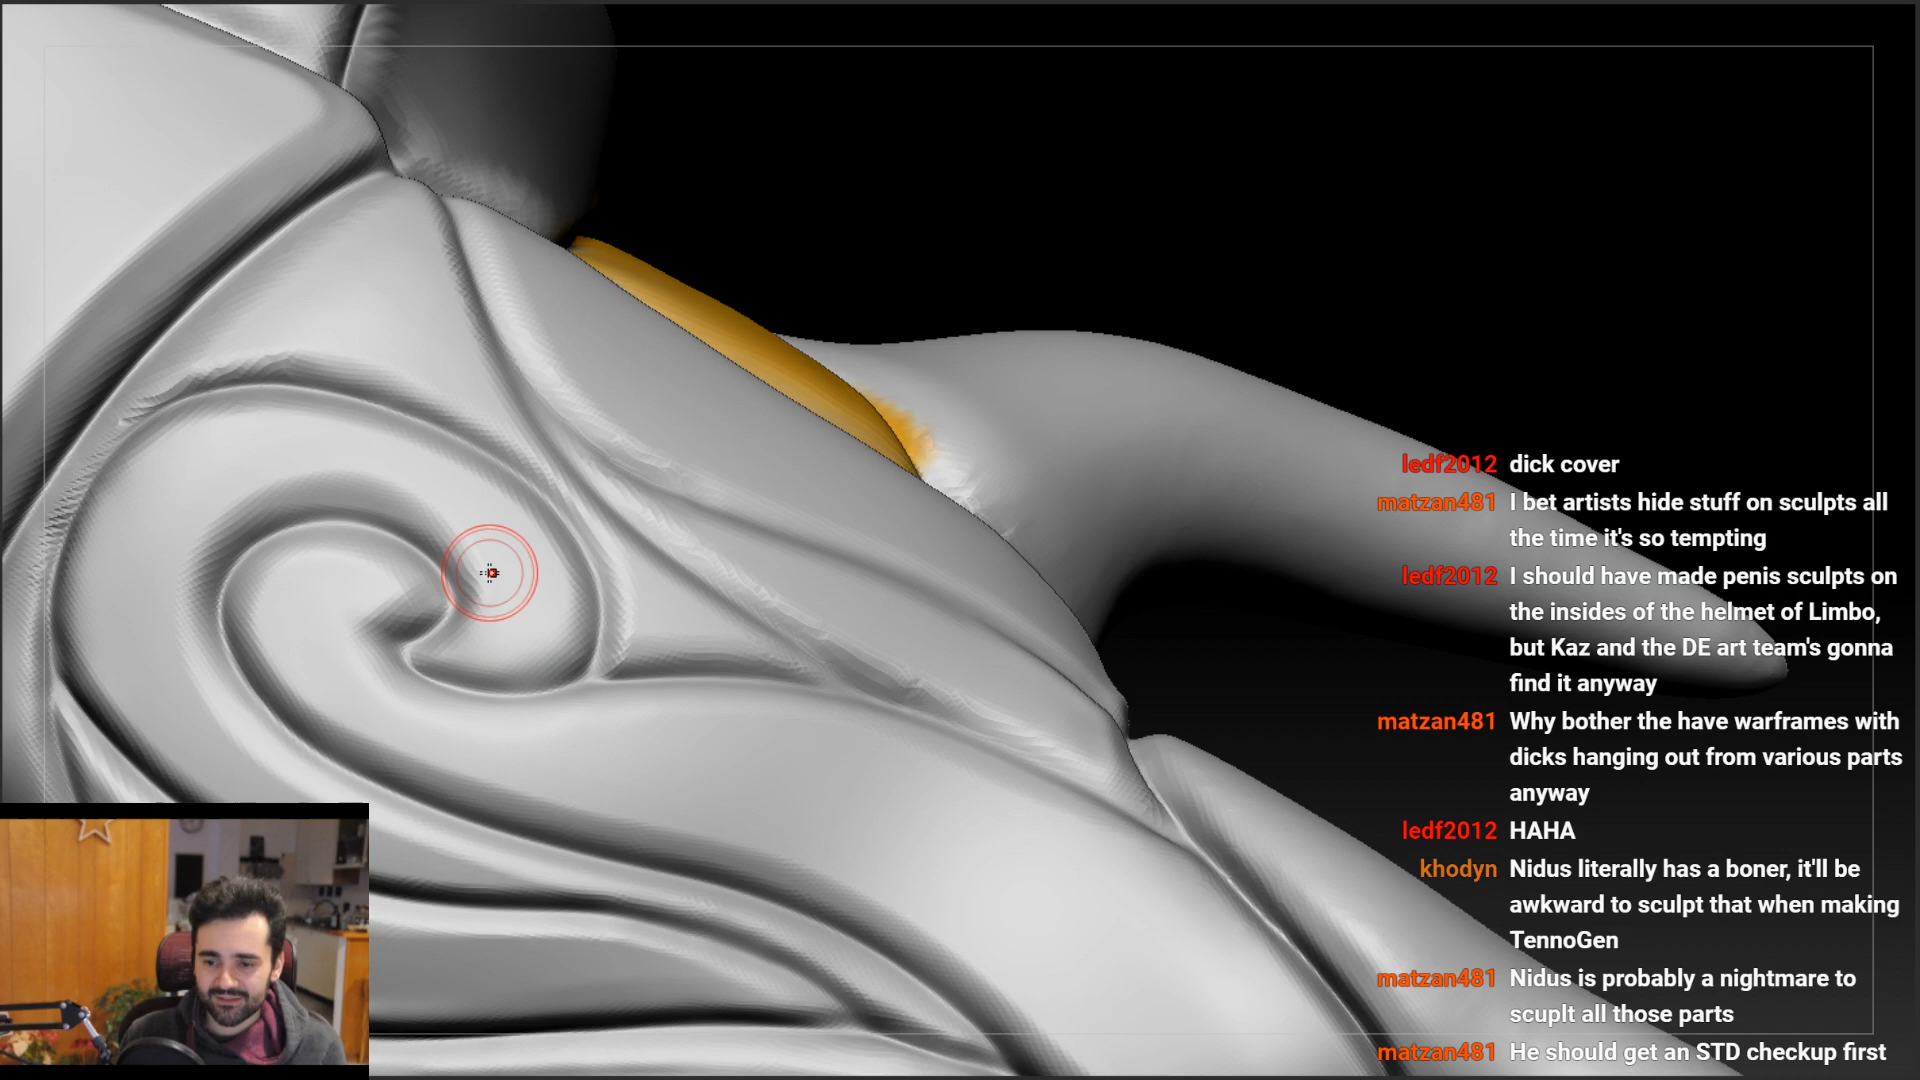 ledf2012 dick cover
matzan481 I bet artists hide stuff on sculpts all
the time it's so tempting
ledf2012 I should have made penis sculpts on
the insides of the helmet of Limbo,
but Kaz and the DE art team's gonna
find it anyway
matzan481 Why bother the have warframes with
dicks hanging out from various parts
anyway
ledf2012 HAHA
khodyn Nidus literally has a boner, it'll be
awkward to sculpt that when making
TennoGen
matzan481 Nidus is probably a nightmare to
scuplt all those parts
matzan481 He should get an STD checkup first